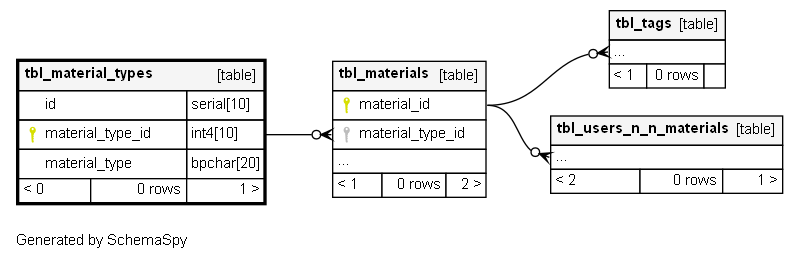 tbl_material_types [table]
id serial[10]
material_type_id int4[10]
material_type bpchar[20]
< 0 0 rows 1 >
tbl_materials [table]
material_id
material_type_id
...
< 1 0 rows 2 >
tbl_tags [table]
...
< 1 0 rows
tbl_users_n_n_materials [table]
...
< 2 0 rows 1 >
Generated by SchemaSpy